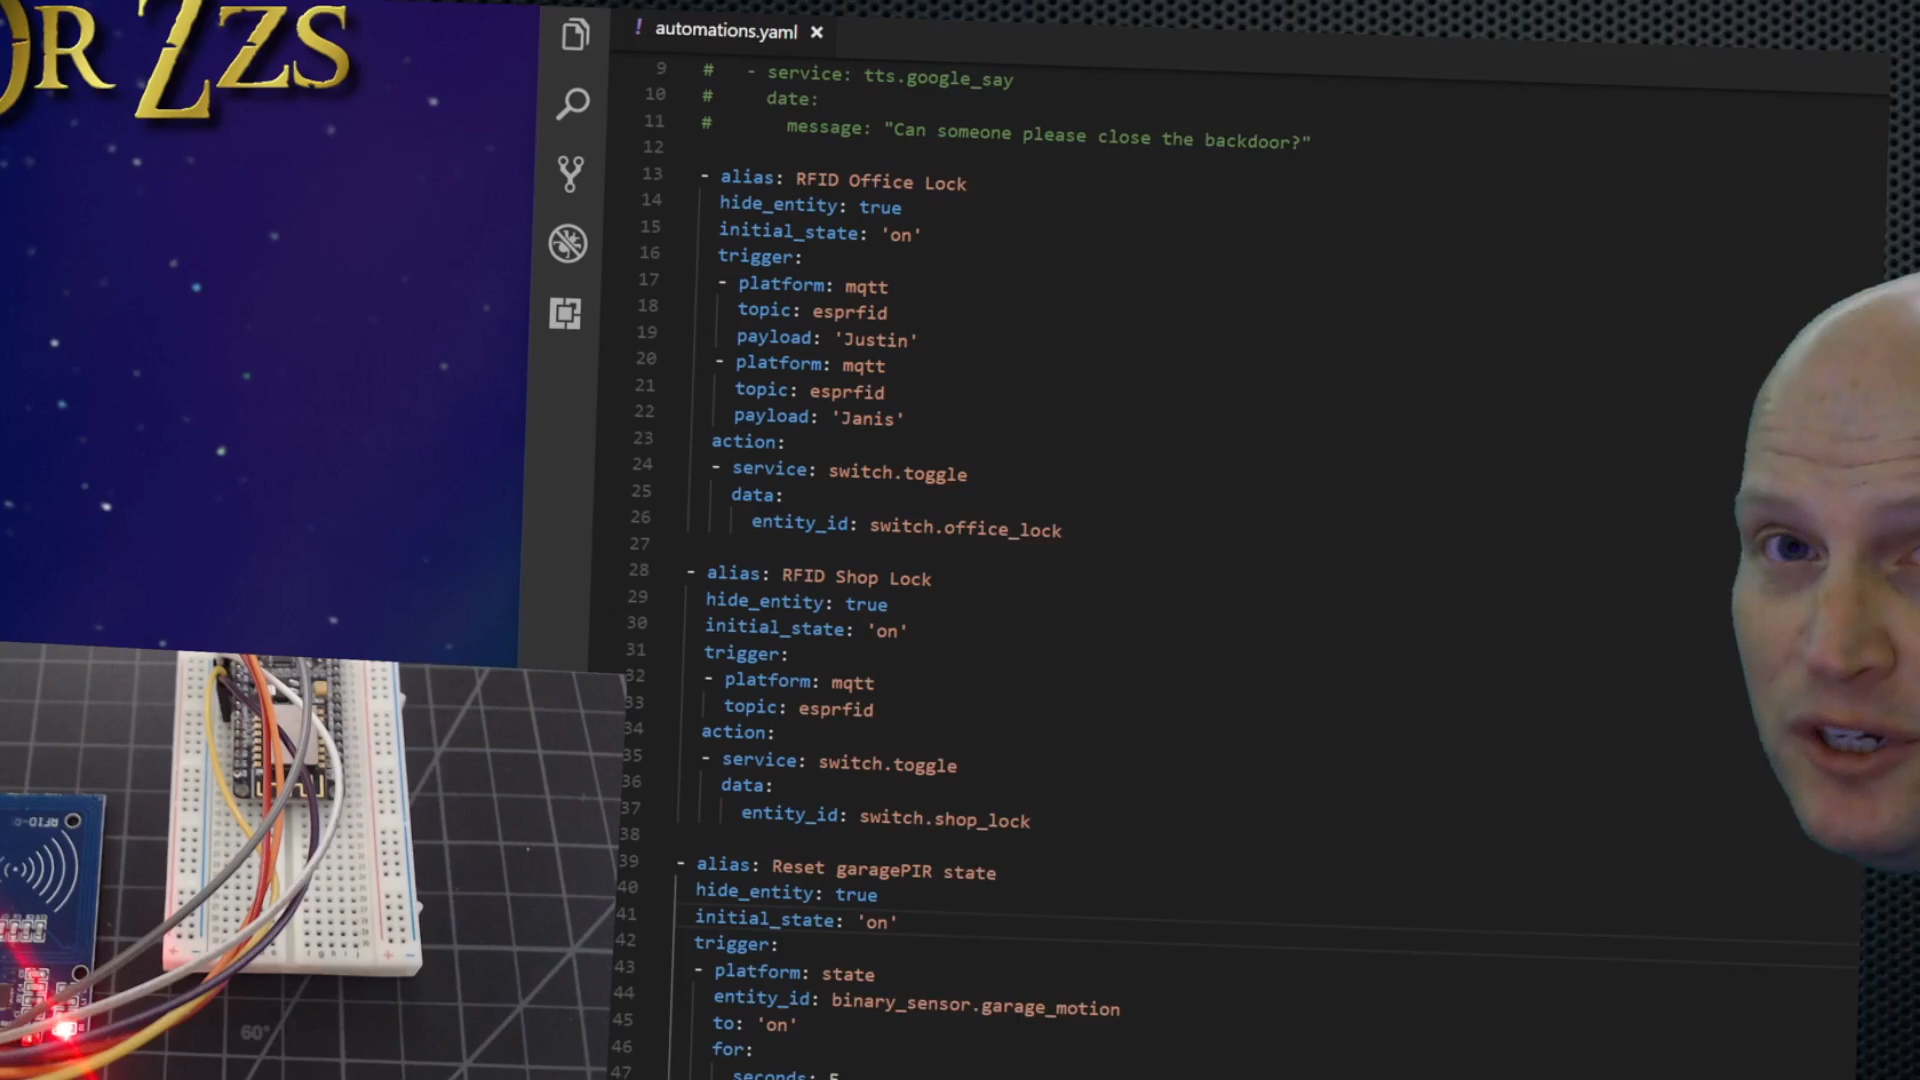 ZZS
automations.yaml
9 # - service: tts.google_say
10 # date:
11 # message: "Can someone please close the backdoor?"
12
13 - alias: RFID Office Lock
14 hide_entity: true
15 initial_state: 'on'
16 trigger:
17 - platform: mqtt
18 topic: esprfid
19 payload: 'Justin'
20 - platform: mqtt
21 topic: esprfid
22 payload: 'Janis'
23 action:
24 - service: switch.toggle
25 data:
26 entity_id: switch.office_lock
27
28 - alias: RFID Shop Lock
29 hide_entity: true
30 initial_state: 'on'
31 trigger:
32 - platform: mqtt
33 topic: esprfid
34 action:
35 - service: switch.toggle
36 data:
37 entity_id: switch.shop_lock
38
39 - alias: Reset garagePIR state
40 hide_entity: true
41 initial_state: 'on'
42 trigger:
43 - platform: state
44 entity_id: binary_sensor.garage_motion
45 to: 'on'
46 for:
47 seconds: 5
60°